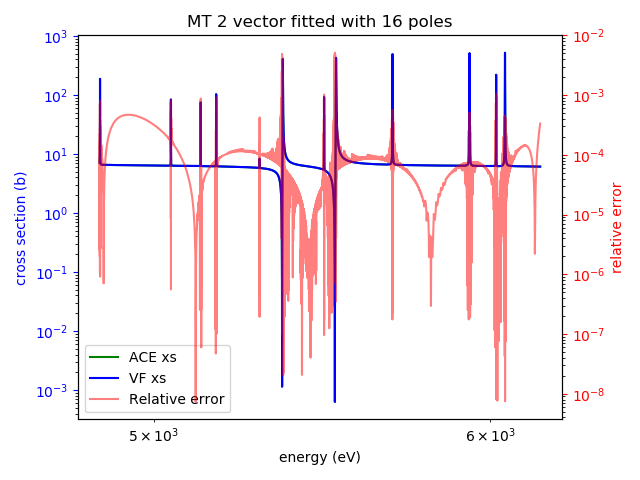 MT 2 vector fitted with 16 poles
10³
10²
10¹
10⁰
10⁻¹
10⁻²
10⁻³
cross section (b)
10⁻²
10⁻³
10⁻⁴
10⁻⁵
10⁻⁶
10⁻⁷
10⁻⁸
relative error
ACE xs
VF xs
Relative error
5 × 10³
6 × 10³
energy (eV)